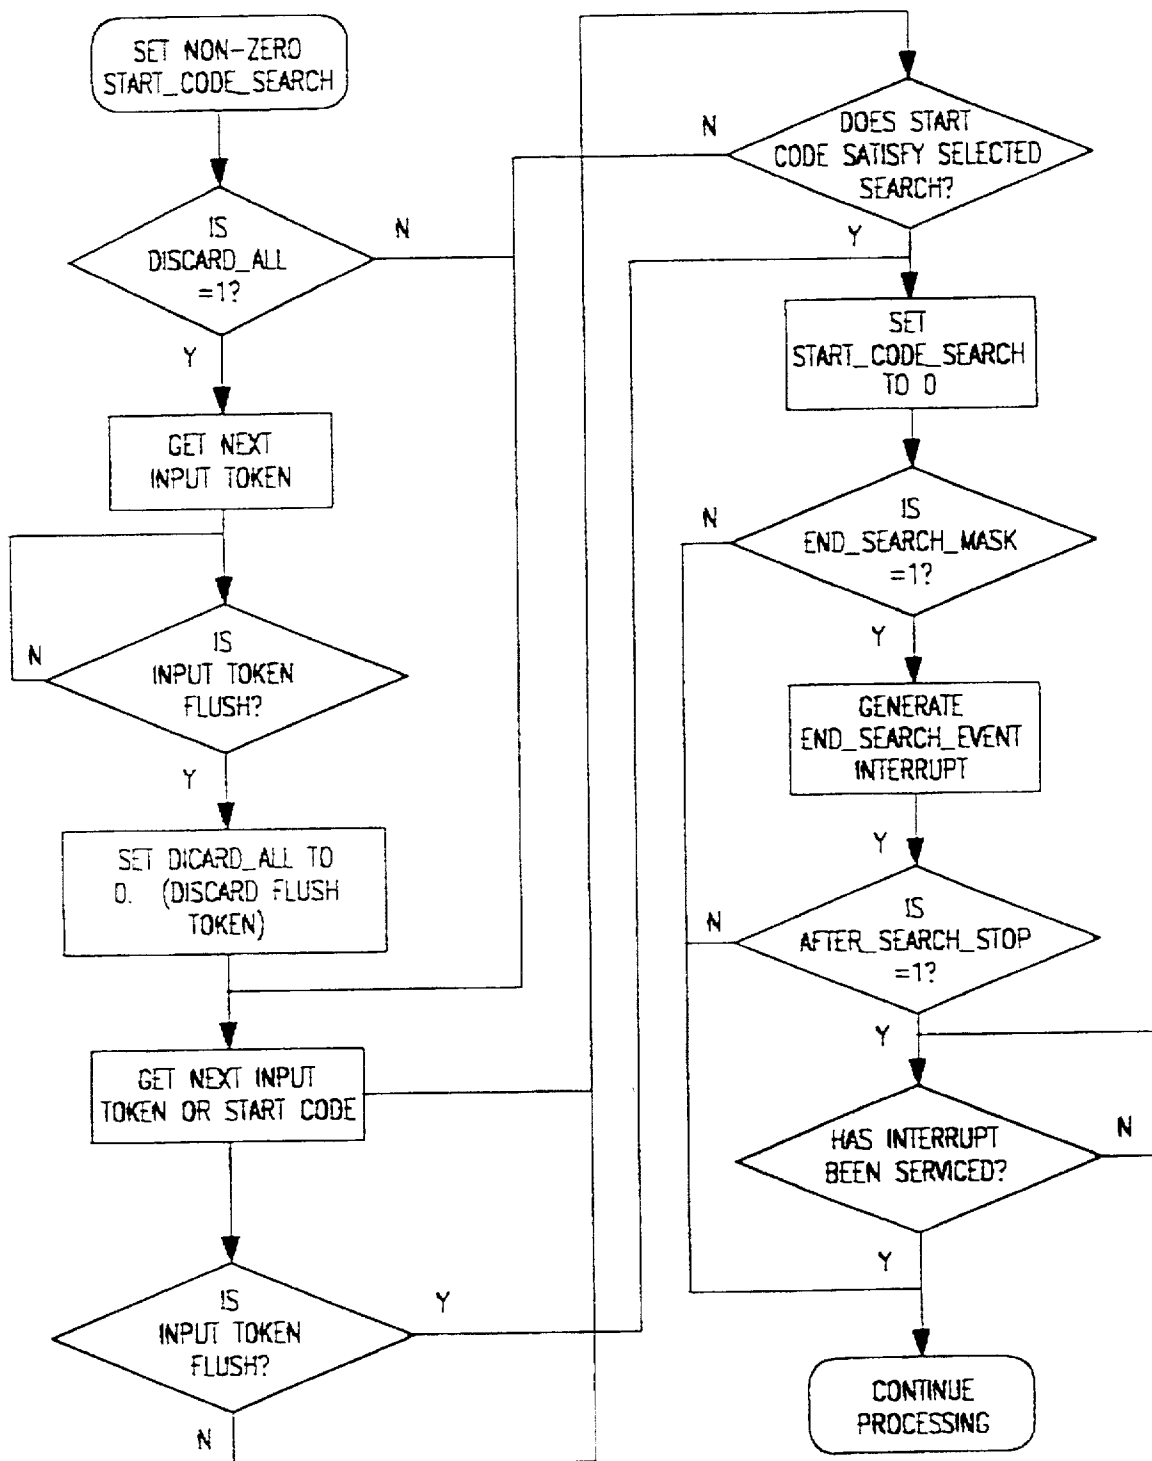 SET NON-ZERO
START_CODE_SEARCH
IS
DISCARD_ALL
=1?
N
Y
GET NEXT
INPUT TOKEN
IS
INPUT TOKEN
FLUSH?
N
Y
SET DICARD_ALL TO
0. (DISCARD FLUSH
TOKEN)
GET NEXT INPUT
TOKEN OR START CODE
IS
INPUT TOKEN
FLUSH?
Y
N
DOES START
CODE SATISFY SELECTED
SEARCH?
N
Y
SET
START_CODE_SEARCH
TO 0
IS
END_SEARCH_MASK
=1?
N
Y
GENERATE
END_SEARCH_EVENT
INTERRUPT
Y
IS
AFTER_SEARCH_STOP
=1?
N
Y
HAS INTERRUPT
BEEN SERVICED?
N
Y
CONTINUE
PROCESSING